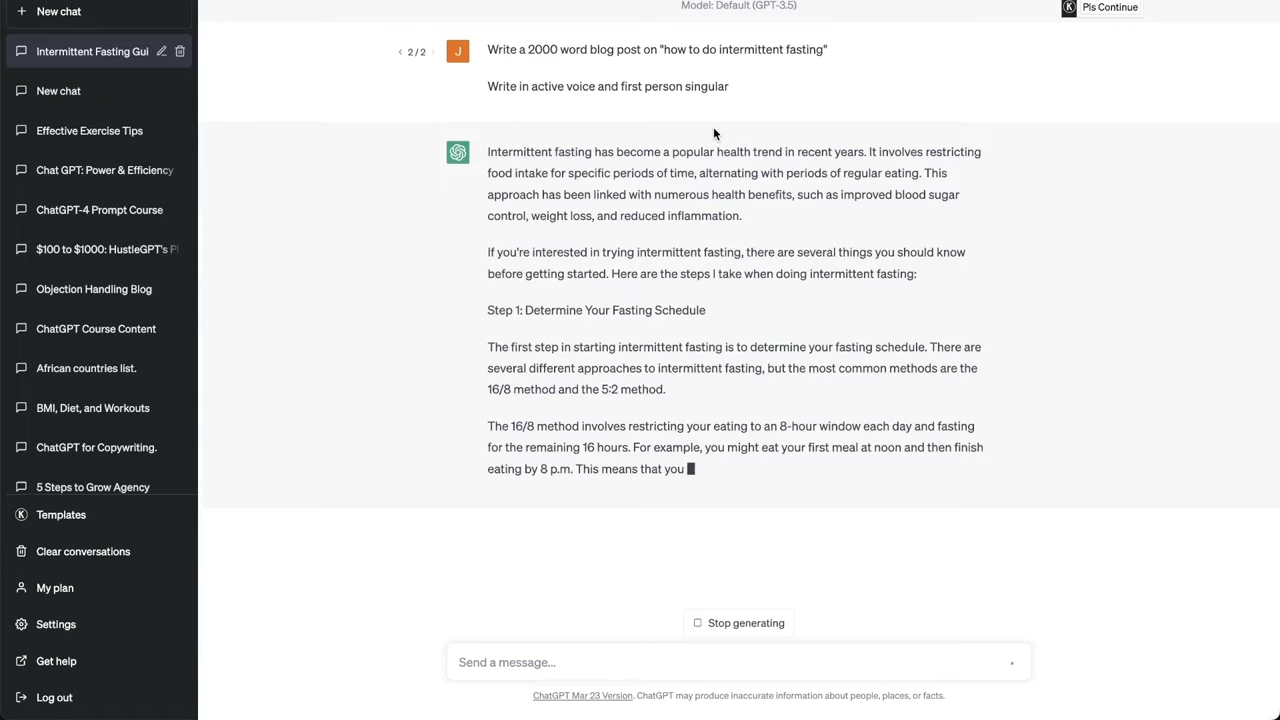 New chat
Intermittent Fasting Gui
New chat
Effective Exercise Tips
Chat GPT: Power & Efficiency
ChatGPT-4 Prompt Course
$100 to $1000: HustleGPT's Pl
Objection Handling Blog
ChatGPT Course Content
African countries list.
BMI, Diet, and Workouts
ChatGPT for Copywriting.
5 Steps to Grow Agency
Templates
Clear conversations
My plan
Settings
Get help
Log out
Model: Default (GPT-3.5)
K Pls Continue
2 / 2
J
Write a 2000 word blog post on "how to do intermittent fasting"
Write in active voice and first person singular
Intermittent fasting has become a popular health trend in recent years. It involves restricting
food intake for specific periods of time, alternating with periods of regular eating. This
approach has been linked with numerous health benefits, such as improved blood sugar
control, weight loss, and reduced inflammation.
If you're interested in trying intermittent fasting, there are several things you should know
before getting started. Here are the steps I take when doing intermittent fasting:
Step 1: Determine Your Fasting Schedule
The first step in starting intermittent fasting is to determine your fasting schedule. There are
several different approaches to intermittent fasting, but the most common methods are the
16/8 method and the 5:2 method.
The 16/8 method involves restricting your eating to an 8-hour window each day and fasting
for the remaining 16 hours. For example, you might eat your first meal at noon and then finish
eating by 8 p.m. This means that you
Stop generating
Send a message...
ChatGPT Mar 23 Version. ChatGPT may produce inaccurate information about people, places, or facts.